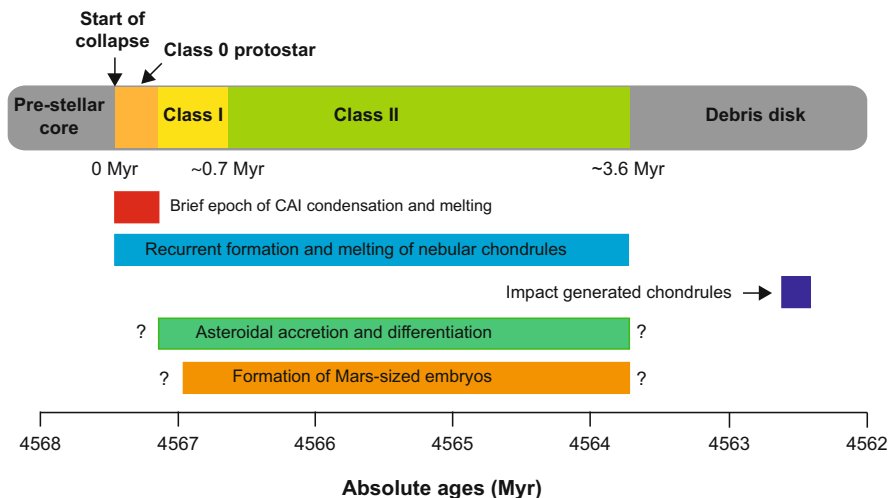 Start of
collapse
Class 0 protostar
Pre-stellar
core
Class I
Class II
Debris disk
0 Myr
~0.7 Myr
~3.6 Myr
Brief epoch of CAI condensation and melting
Recurrent formation and melting of nebular chondrules
Impact generated chondrules
? Asteroidal accretion and differentiation ?
? Formation of Mars-sized embryos ?
4568 4567 4566 4565 4564 4563 4562
Absolute ages (Myr)